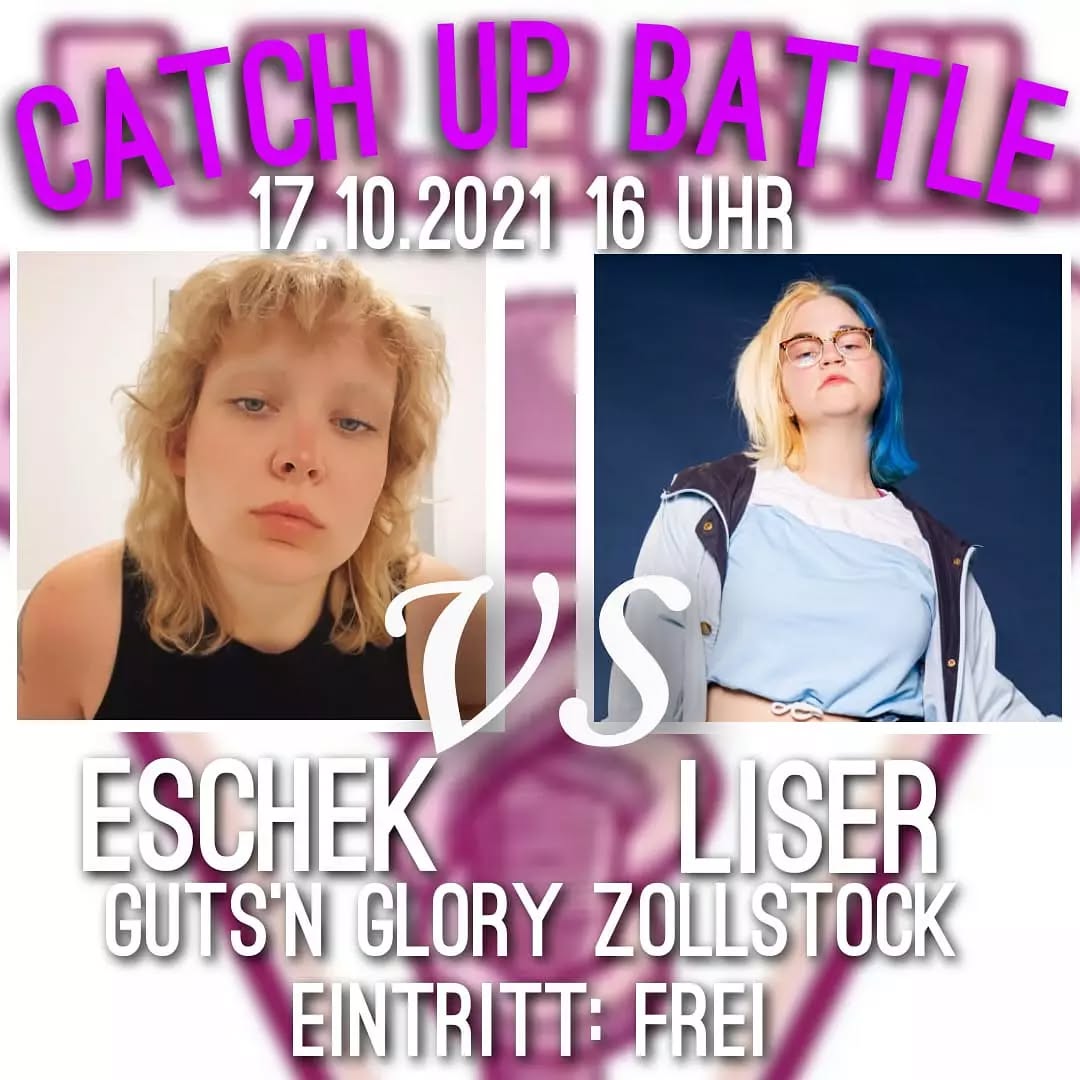 CATCH UP BATTLE
17.10.2021 16 UHR
VS
ESCHEK LISER
GUTS'N GLORY ZOLLSTOCK
EINTRITT: FREI